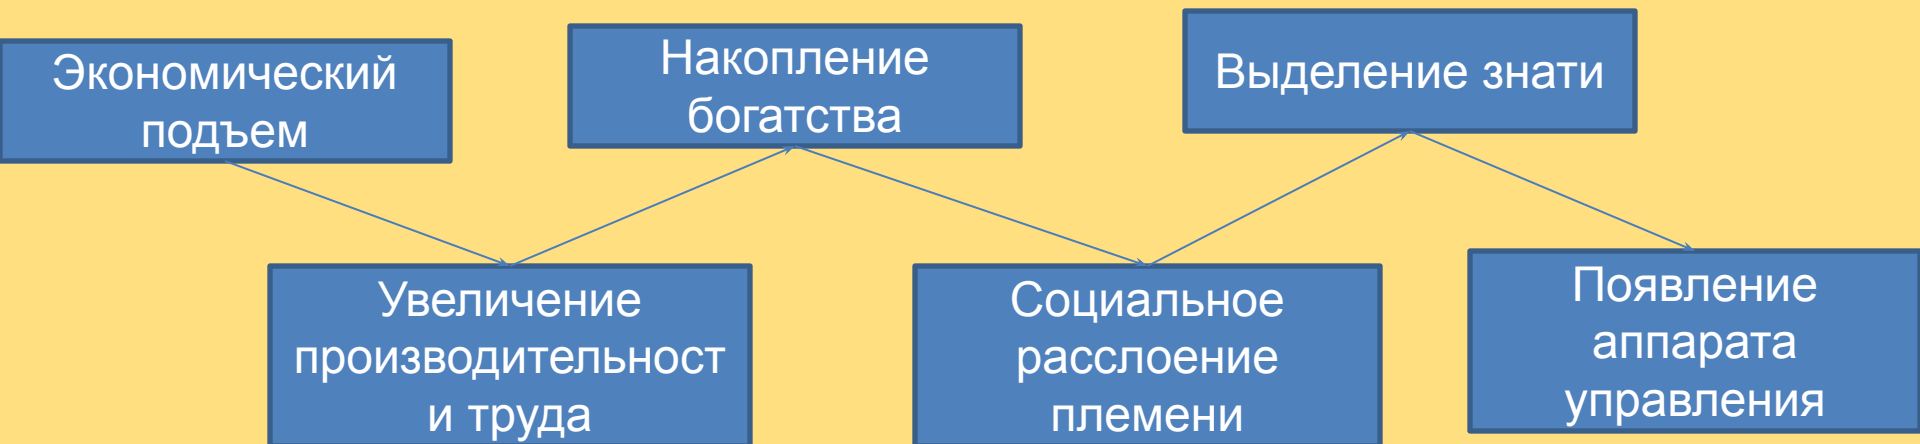 Экономический
подъем
Увеличение
производительност
и труда
Накопление
богатства
Социальное
расслоение
племени
Выделение знати
Появление
аппарата
управления